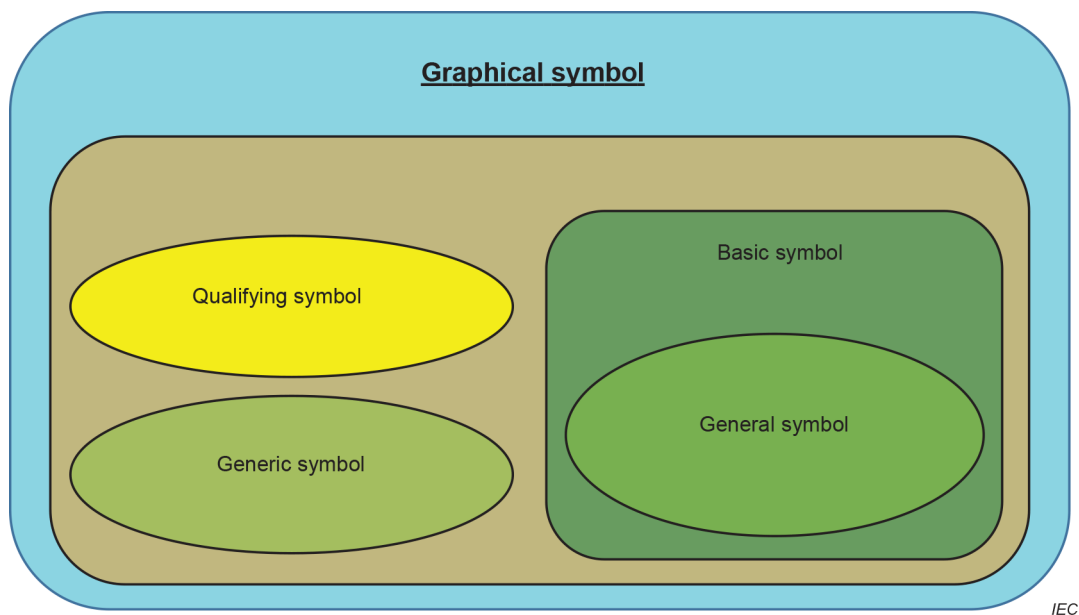 Graphical symbol
Basic symbol
Qualifying symbol
General symbol
Generic symbol
IEC